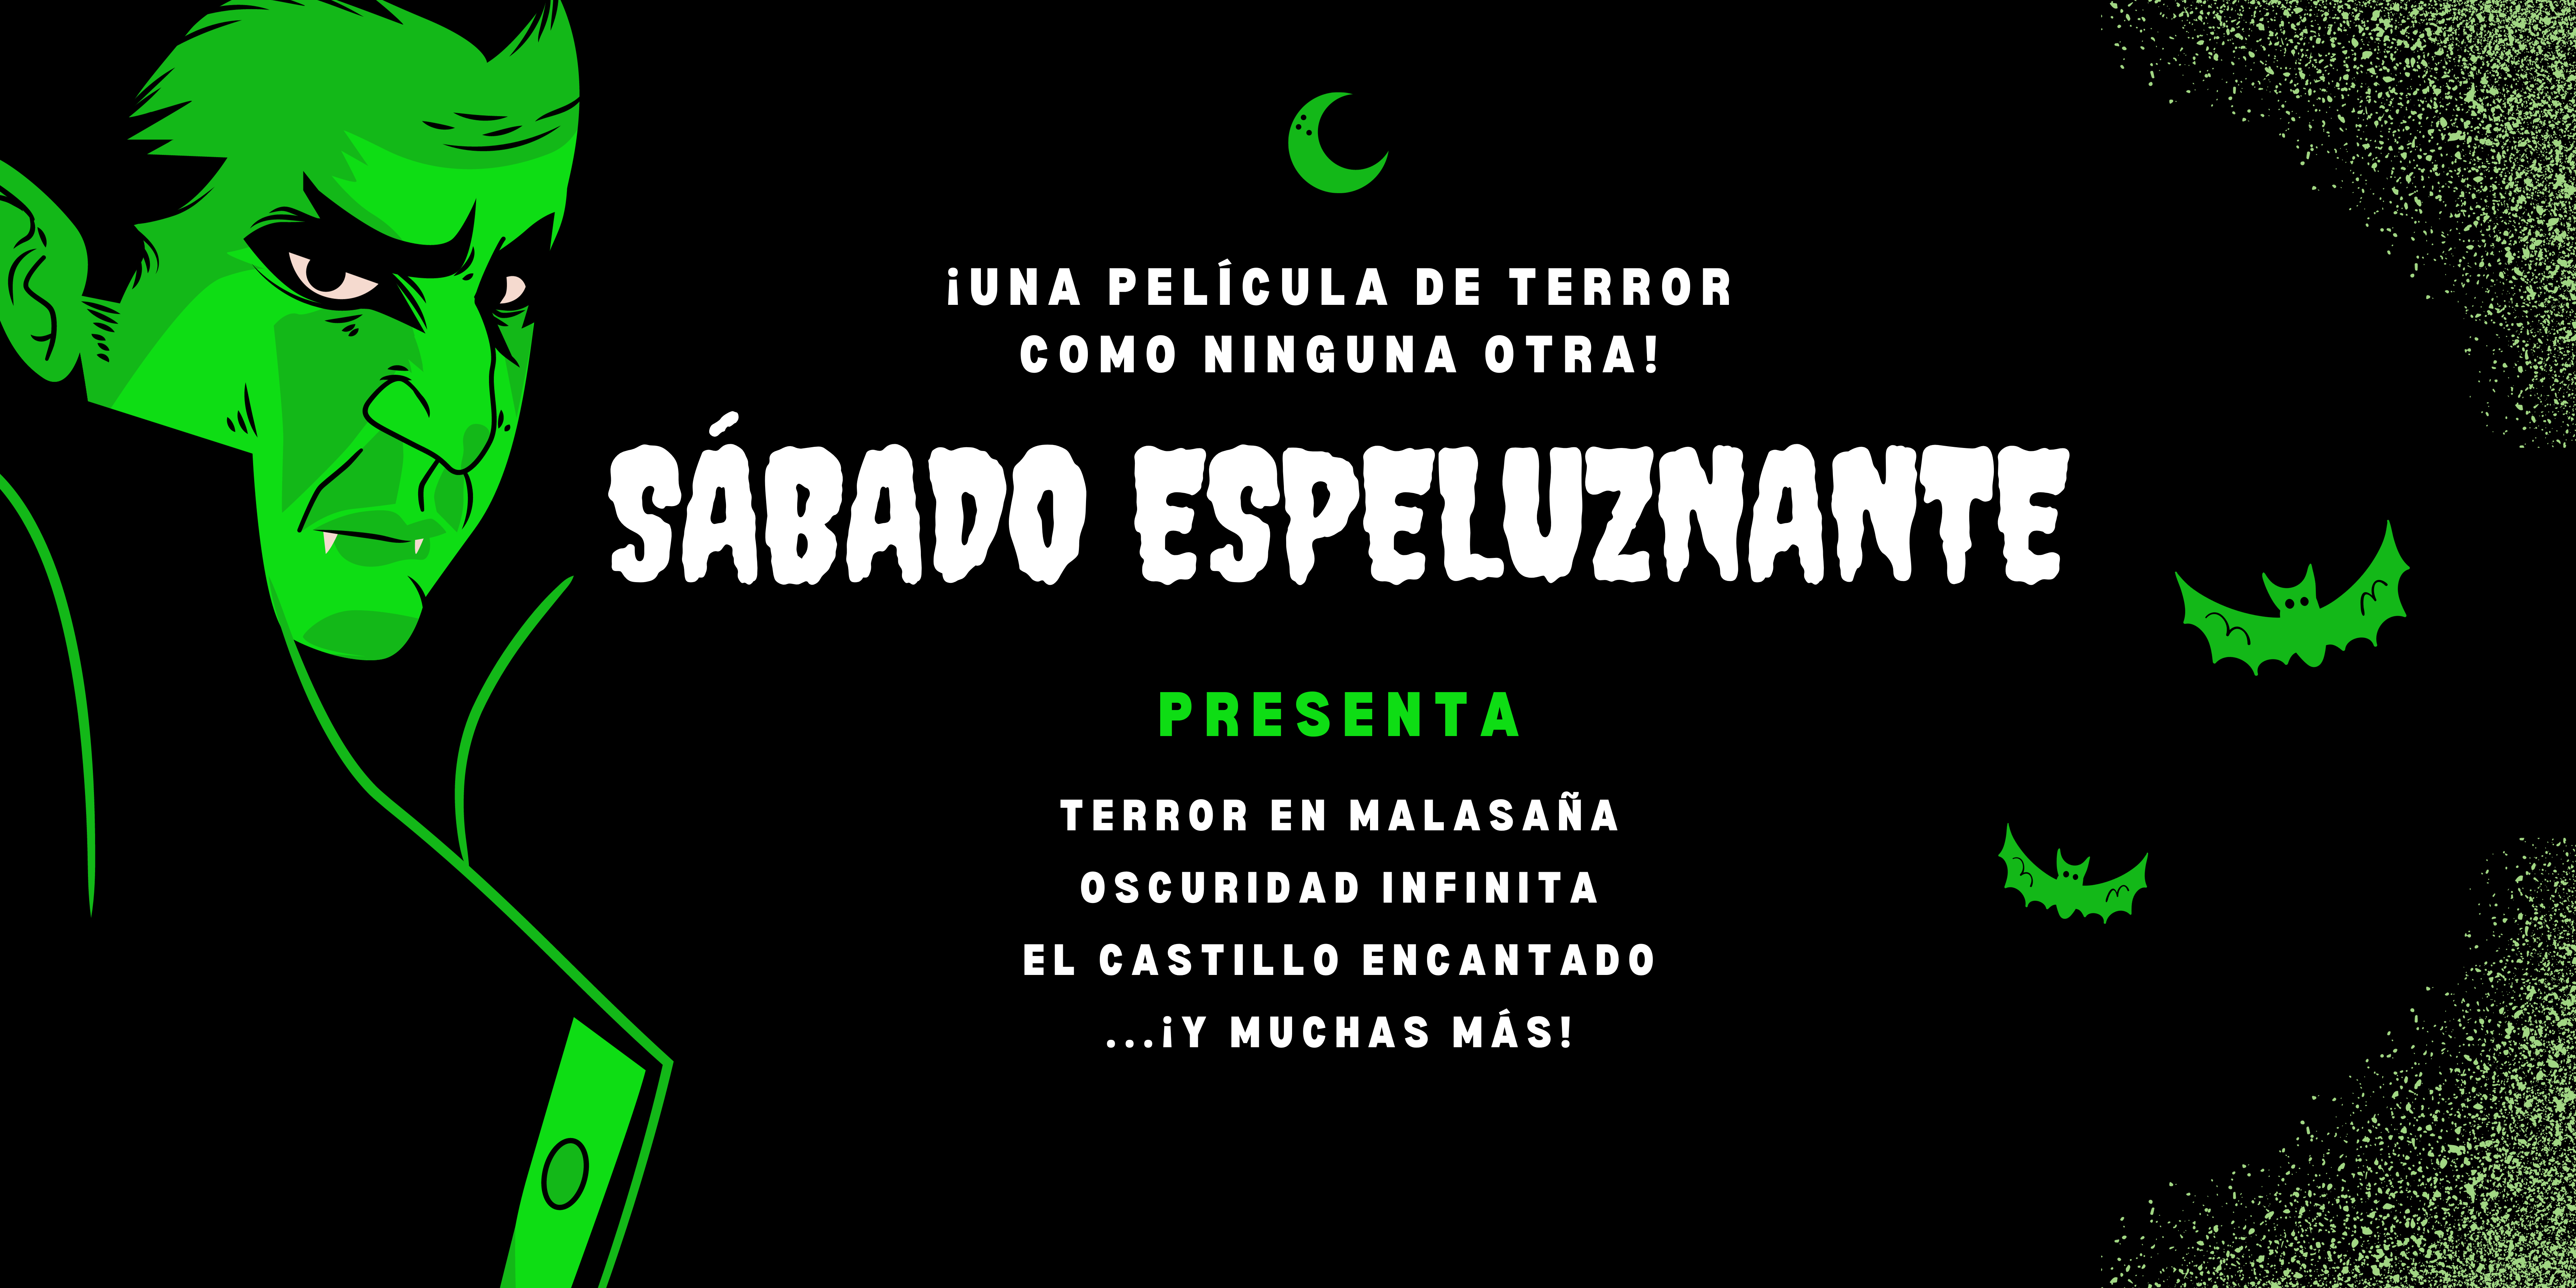 ¡UNA PELÍCULA DE TERROR
COMO NINGUNA OTRA!
SÁBADO ESPELUZNANTE
PRESENTA
TERROR EN MALASAÑA
OSCURIDAD INFINITA
EL CASTILLO ENCANTADO
...¡Y MUCHAS MÁS!